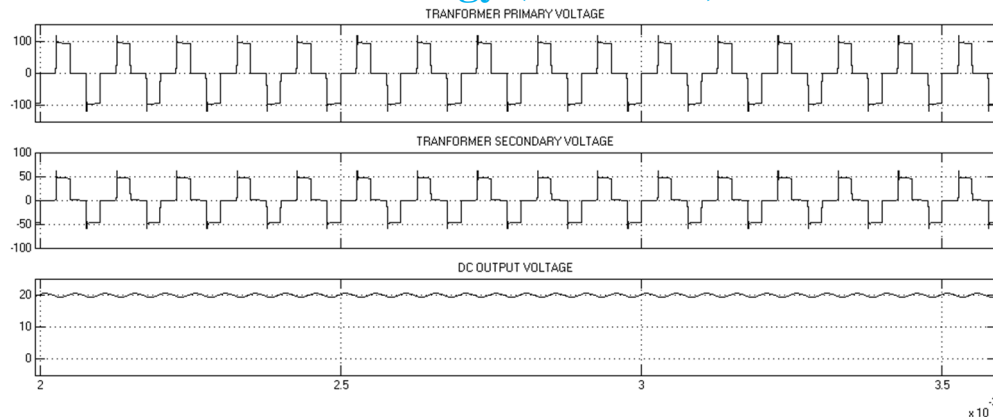 TRANFORMER PRIMARY VOLTAGE
100
0
-100
TRANFORMER SECONDARY VOLTAGE
100
50
0
-50
-100
DC OUTPUT VOLTAGE
20
10
0
2 2.5 3 3.5
x 10